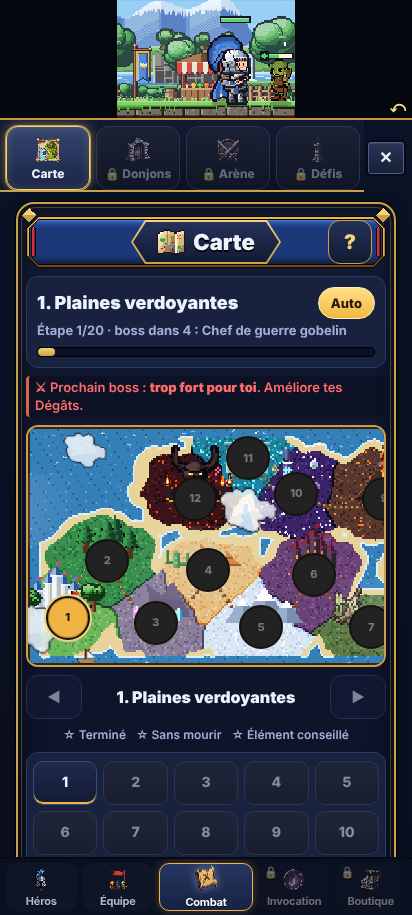 Carte
Donjons
Arène
Défis
×
Carte
?
1. Plaines verdoyantes
Auto
Étape 1/20 · boss dans 4 : Chef de guerre gobelin
⚔ Prochain boss : trop fort pour toi. Améliore tes
Dégâts.
11
12
10
9
2
4
6
1
3
5
7
◀ 1. Plaines verdoyantes ▶
☆ Terminé ☆ Sans mourir ☆ Élément conseillé
1 2 3 4 5
6 7 8 9 10
Héros
Équipe
Combat
Invocation
Boutique